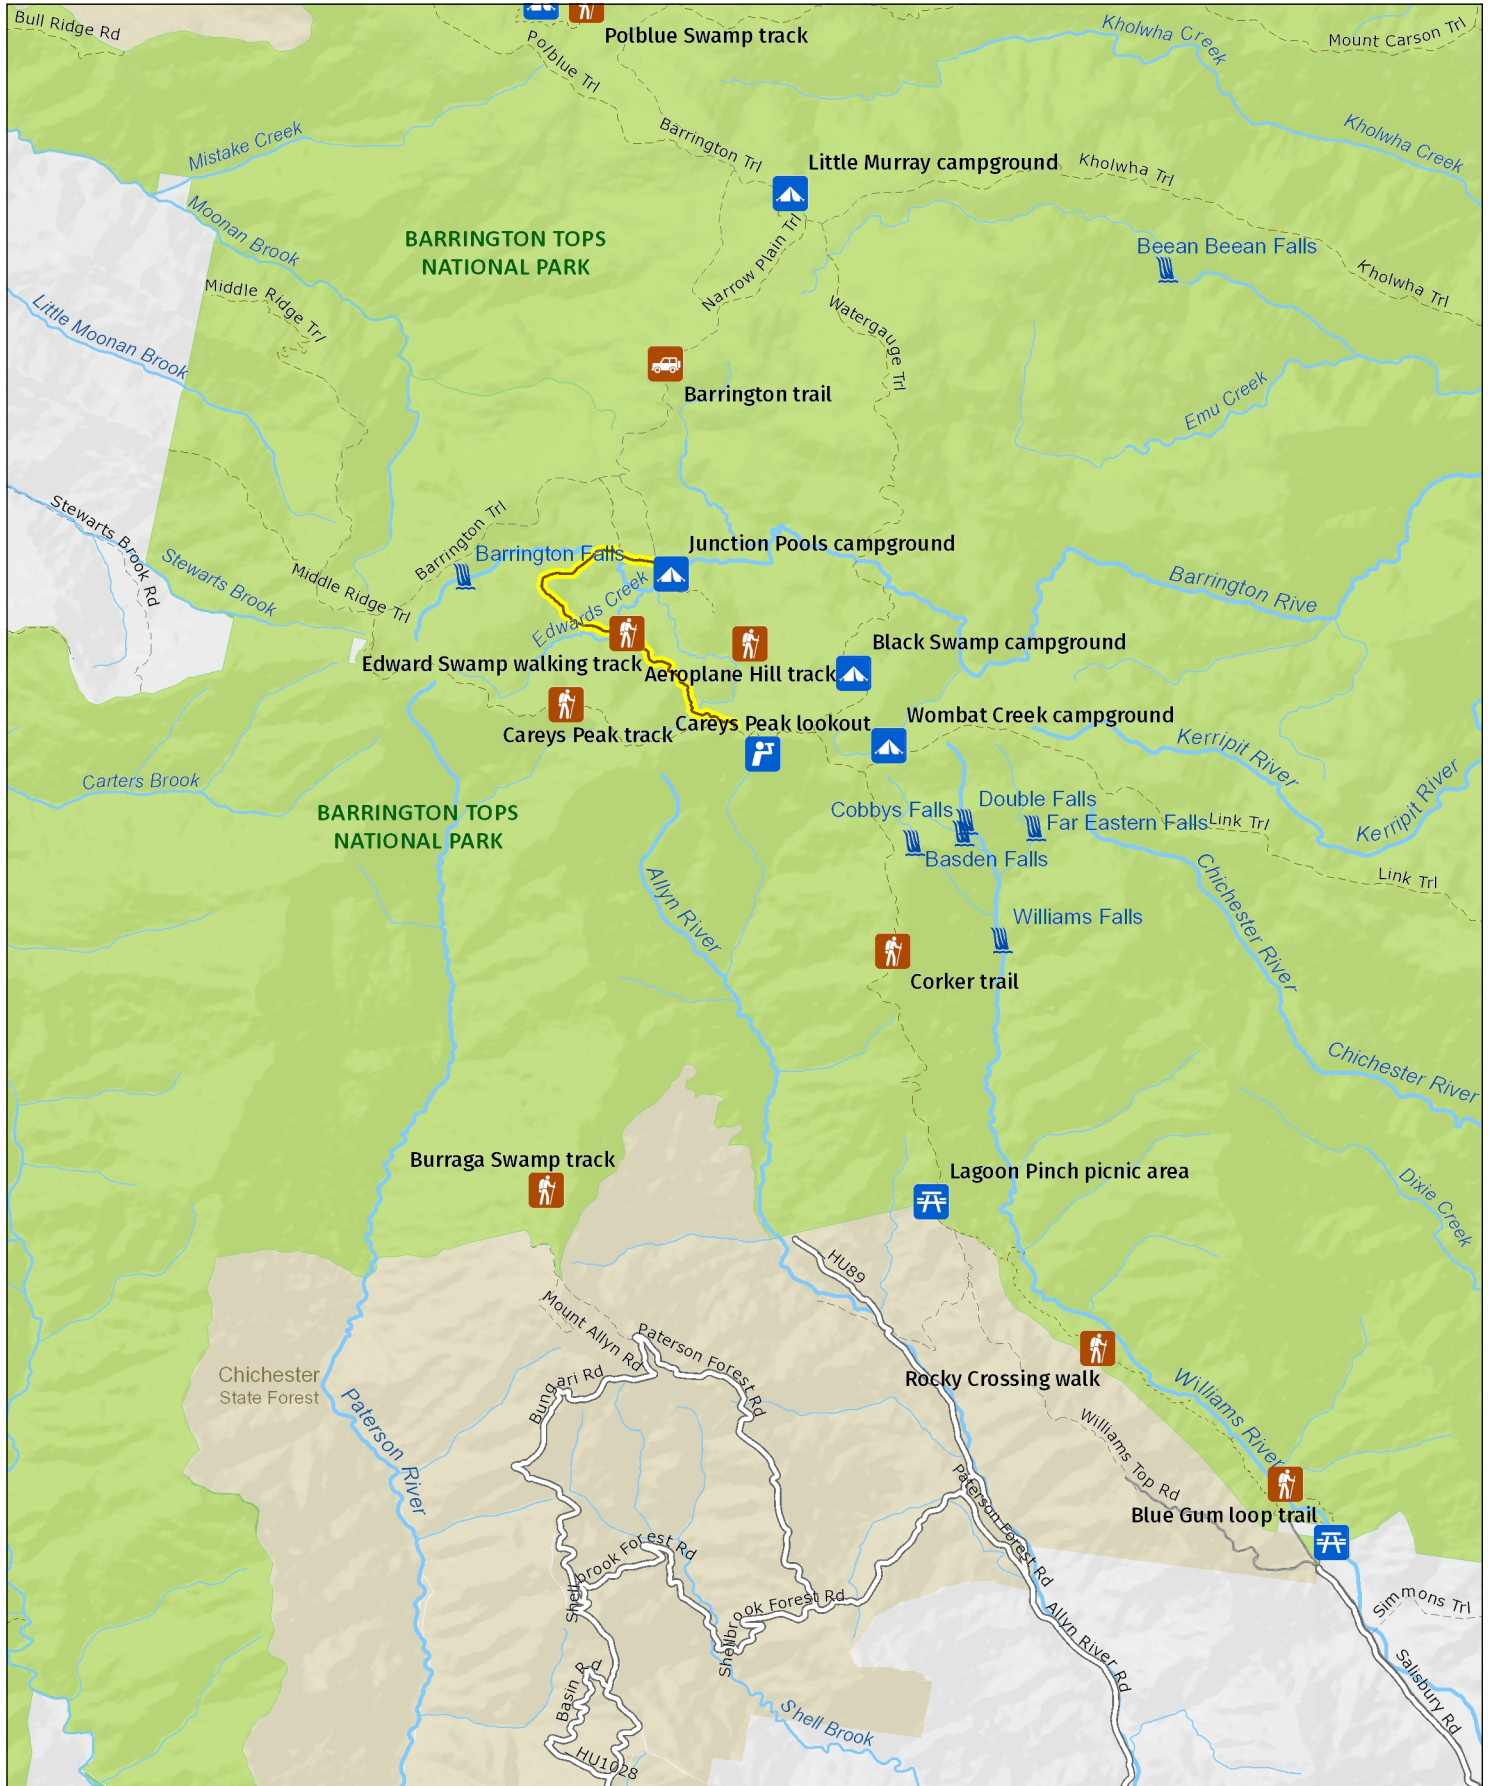 Bull Ridge Rd
Polblue Swamp track
Kholwha Creek
Mount Carson Trl
Polblue Trl
Mistake Creek
Barrington Trl
Little Murray campground
Kholwha Trl
Kholwha Creek
Moonan Brook
BARRINGTON TOPS
NATIONAL PARK
Narrow Plain Trl
Beean Beean Falls
Kholwha Trl
Middle Ridge Trl
Little Moonan Brook
Watergauge Trl
Barrington trail
Emu Creek
Stewarts Brook Rd
Barrington Trl
Barrington Falls
Junction Pools campground
Stewarts Brook
Middle Ridge Trl
Edwards Creek
Barrington Rive
Black Swamp campground
Edward Swamp walking track
Aeroplane Hill track
Careys Peak track
Careys Peak lookout
Wombat Creek campground
Kerripit River
Kerripit River
Carters Brook
BARRINGTON TOPS
NATIONAL PARK
Cobbys Falls
Double Falls
Far Eastern Falls
Link Trl
Basden Falls
Link Trl
Allyn River
Chichester River
Williams Falls
Corker trail
Chichester River
Burraga Swamp track
Lagoon Pinch picnic area
Dixie Creek
HU89
Mount Allyn Rd
Paterson Forest Rd
Chichester
State Forest
Bungari Rd
Rocky Crossing walk
Paterson River
Williams River
Williams Top Rd
Paterson Forest Rd
Blue Gum loop trail
Shellbrook Forest Rd
Shellbrook Forest Rd
Allyn River Rd
Simmons Trl
Basin Rd
Salisbury Rd
Shell Brook
HU1028